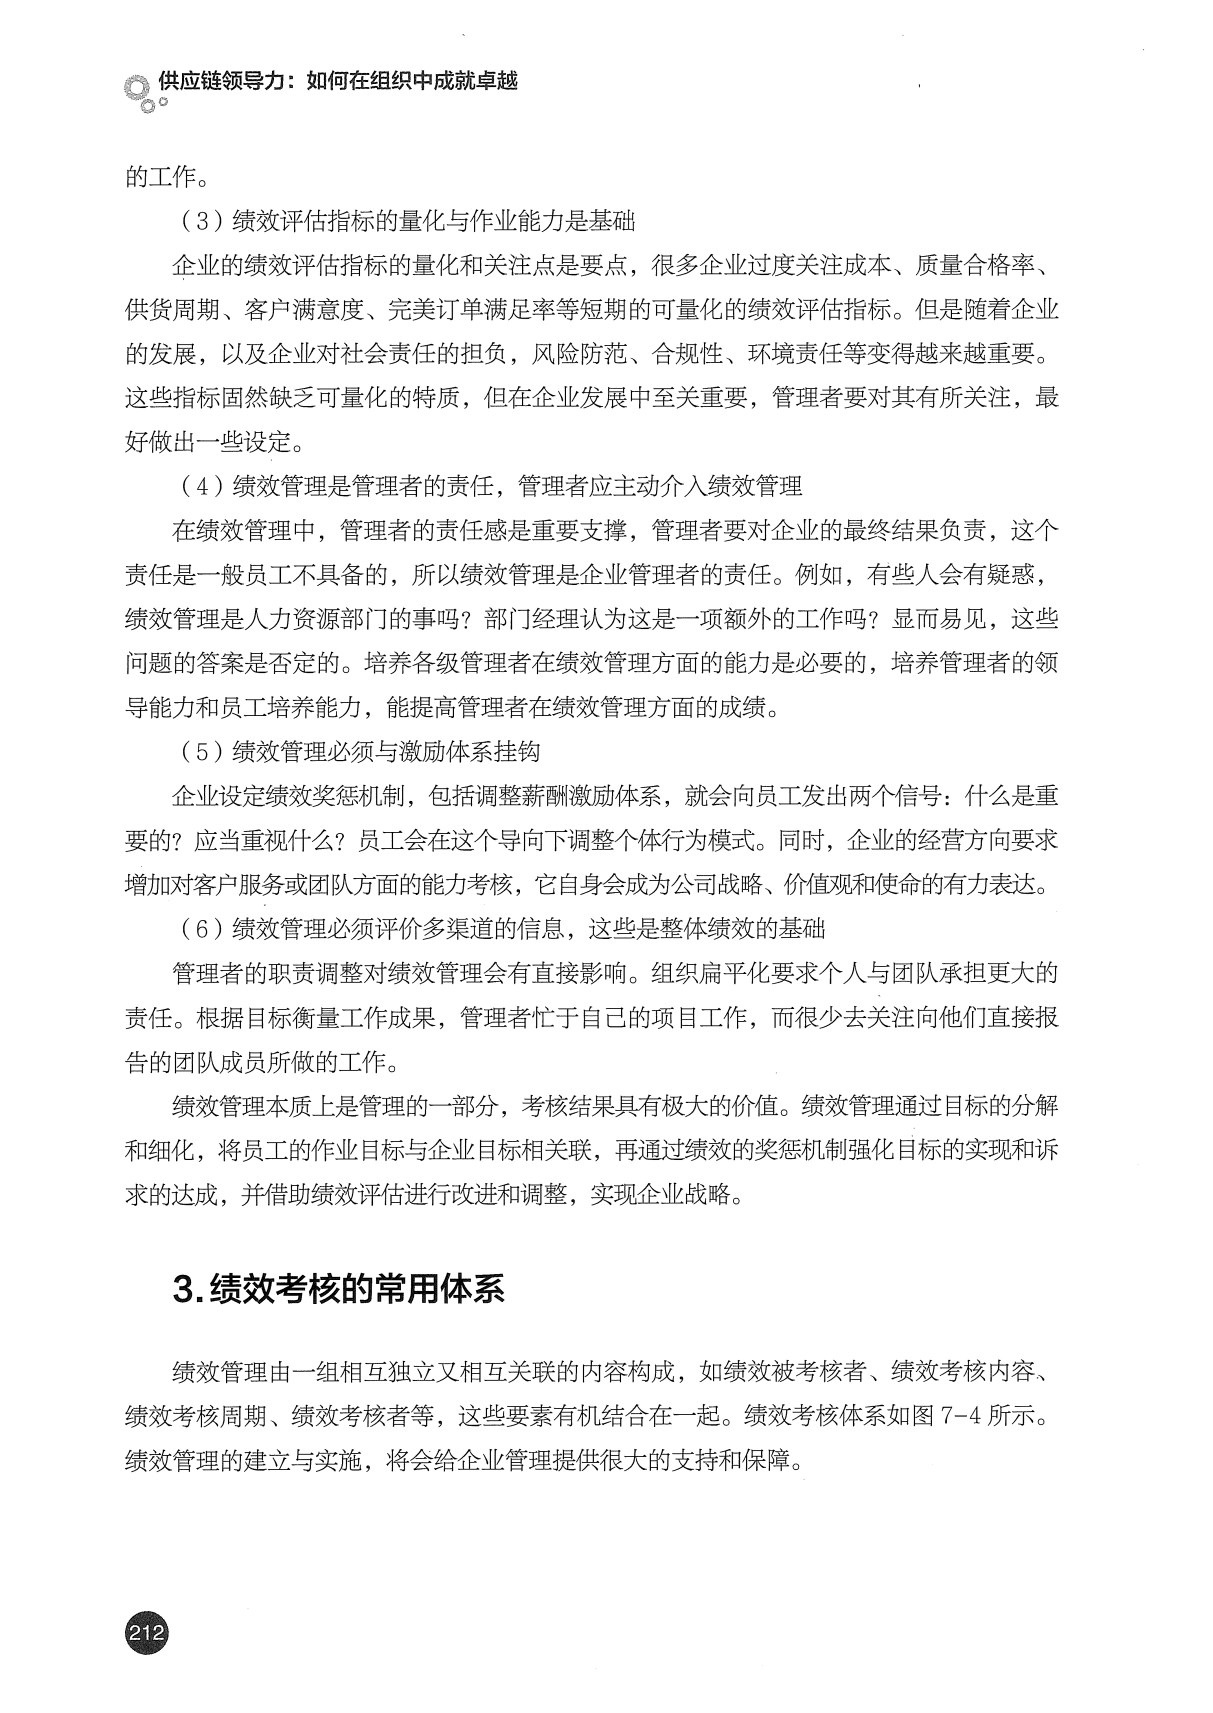 供应链领导力：如何在组织中成就卓越
的工作。
（3）绩效评估指标的量化与作业能力是基础
企业的绩效评估指标的量化和关注点是要点，很多企业过度关注成本、质量合格率、
供货周期、客户满意度、完美订单满足率等短期的可量化的绩效评估指标。但是随着企业
的发展，以及企业对社会责任的担负，风险防范、合规性、环境责任等变得越来越重要。
这些指标固然缺乏可量化的特质，但在企业发展中至关重要，管理者要对其有所关注，最
好做出一些设定。
（4）绩效管理是管理者的责任，管理者应主动介入绩效管理
在绩效管理中，管理者的责任感是重要支撑，管理者要对企业的最终结果负责，这个
责任是一般员工不具备的，所以绩效管理是企业管理者的责任。例如，有些人会有疑惑，
绩效管理是人力资源部门的事吗？部门经理认为这是一项额外的工作吗？显而易见，这些
问题的答案是否定的。培养各级管理者在绩效管理方面的能力是必要的，培养管理者的领
导能力和员工培养能力，能提高管理者在绩效管理方面的成绩。
（5）绩效管理必须与激励体系挂钩
企业设定绩效奖惩机制，包括调整薪酬激励体系，就会向员工发出两个信号：什么是重
要的？应当重视什么？员工会在这个导向下调整个体行为模式。同时，企业的经营方向要求
增加对客户服务或团队方面的能力考核，它自身会成为公司战略、价值观和使命的有力表达。
（6）绩效管理必须评价多渠道的信息，这些是整体绩效的基础
管理者的职责调整对绩效管理会有直接影响。组织扁平化要求个人与团队承担更大的
责任。根据目标衡量工作成果，管理者忙于自己的项目工作，而很少去关注向他们直接报
告的团队成员所做的工作。
绩效管理本质上是管理的一部分，考核结果具有极大的价值。绩效管理通过目标的分解
和细化，将员工的作业目标与企业目标相关联，再通过绩效的奖惩机制强化目标的实现和诉
求的达成，并借助绩效评估进行改进和调整，实现企业战略。
3.绩效考核的常用体系
绩效管理由一组相互独立又相互关联的内容构成，如绩效被考核者、绩效考核内容、
绩效考核周期、绩效考核者等，这些要素有机结合在一起。绩效考核体系如图 7-4 所示。
绩效管理的建立与实施，将会给企业管理提供很大的支持和保障。
212